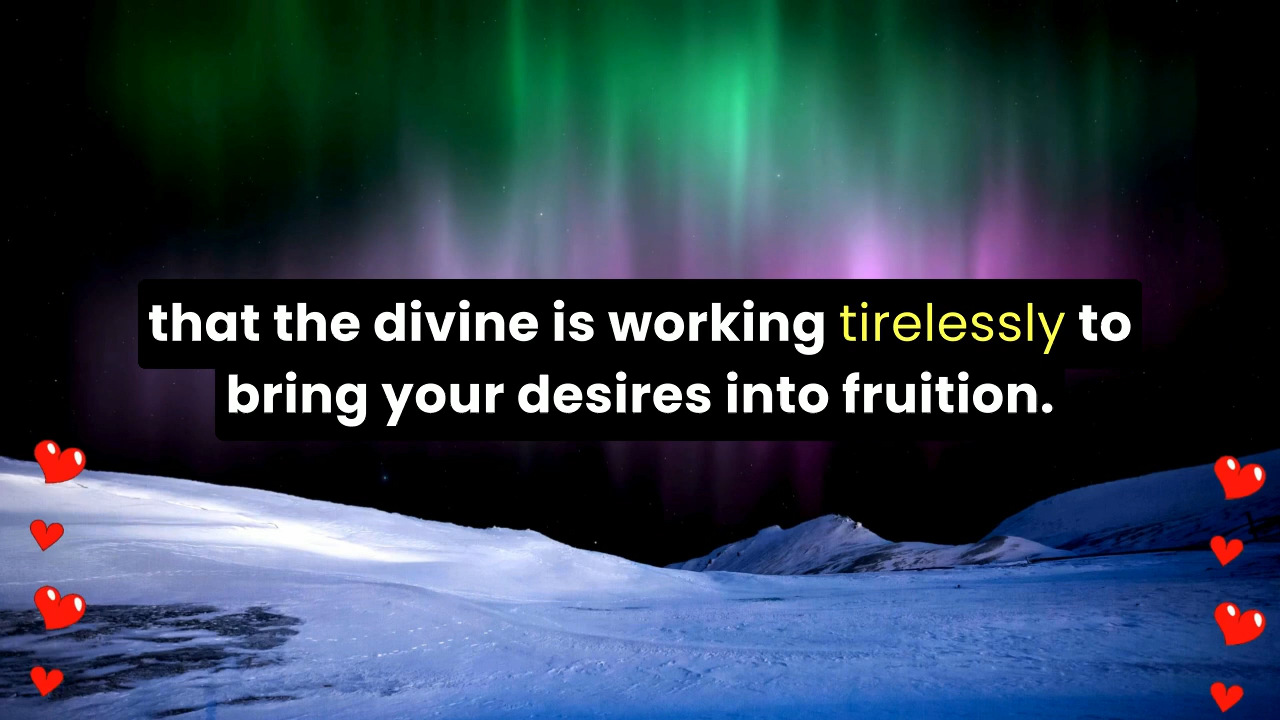 that the divine is working tirelessly to
bring your desires into fruition.